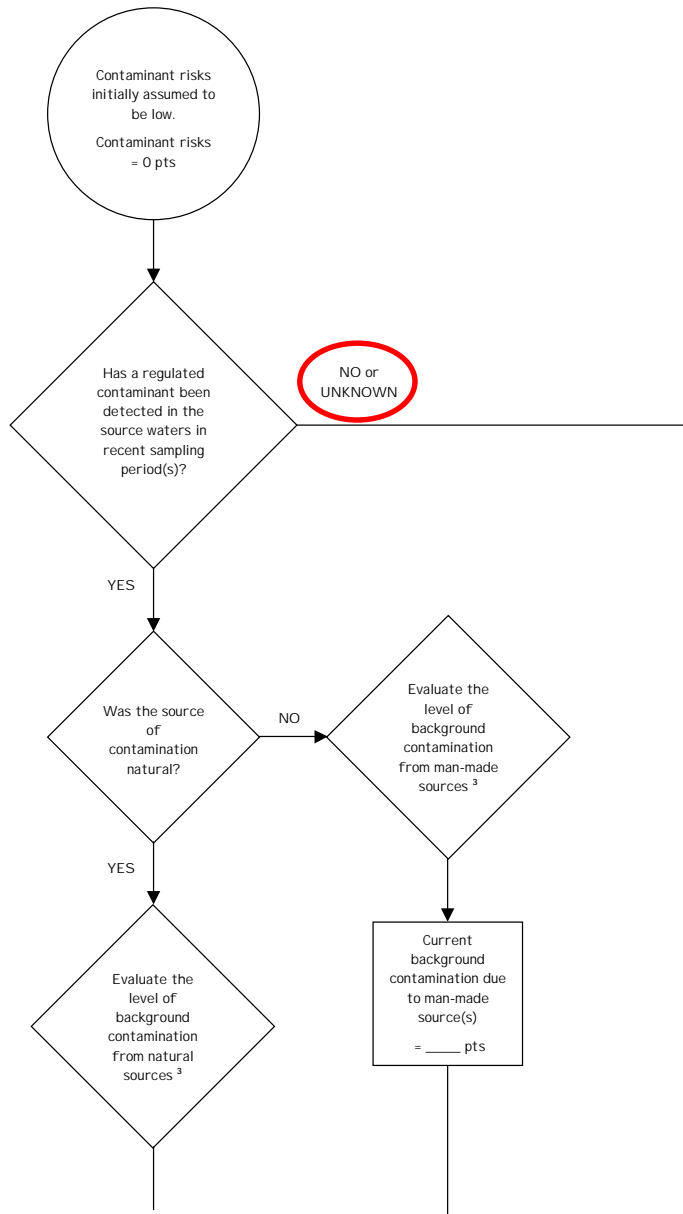 Contaminant risks
initially assumed to
be low.
Contaminant risks
= 0 pts
Has a regulated
contaminant been
detected in the
source waters in
recent sampling
period(s)?
NO or
UNKNOWN
YES
Was the source
of
contamination
natural?
NO
Evaluate the
level of
background
contamination
from man-made
sources ³
YES
Evaluate the
level of
background
contamination
from natural
sources ³
Current
background
contamination due
to man-made
source(s)
= _____ pts